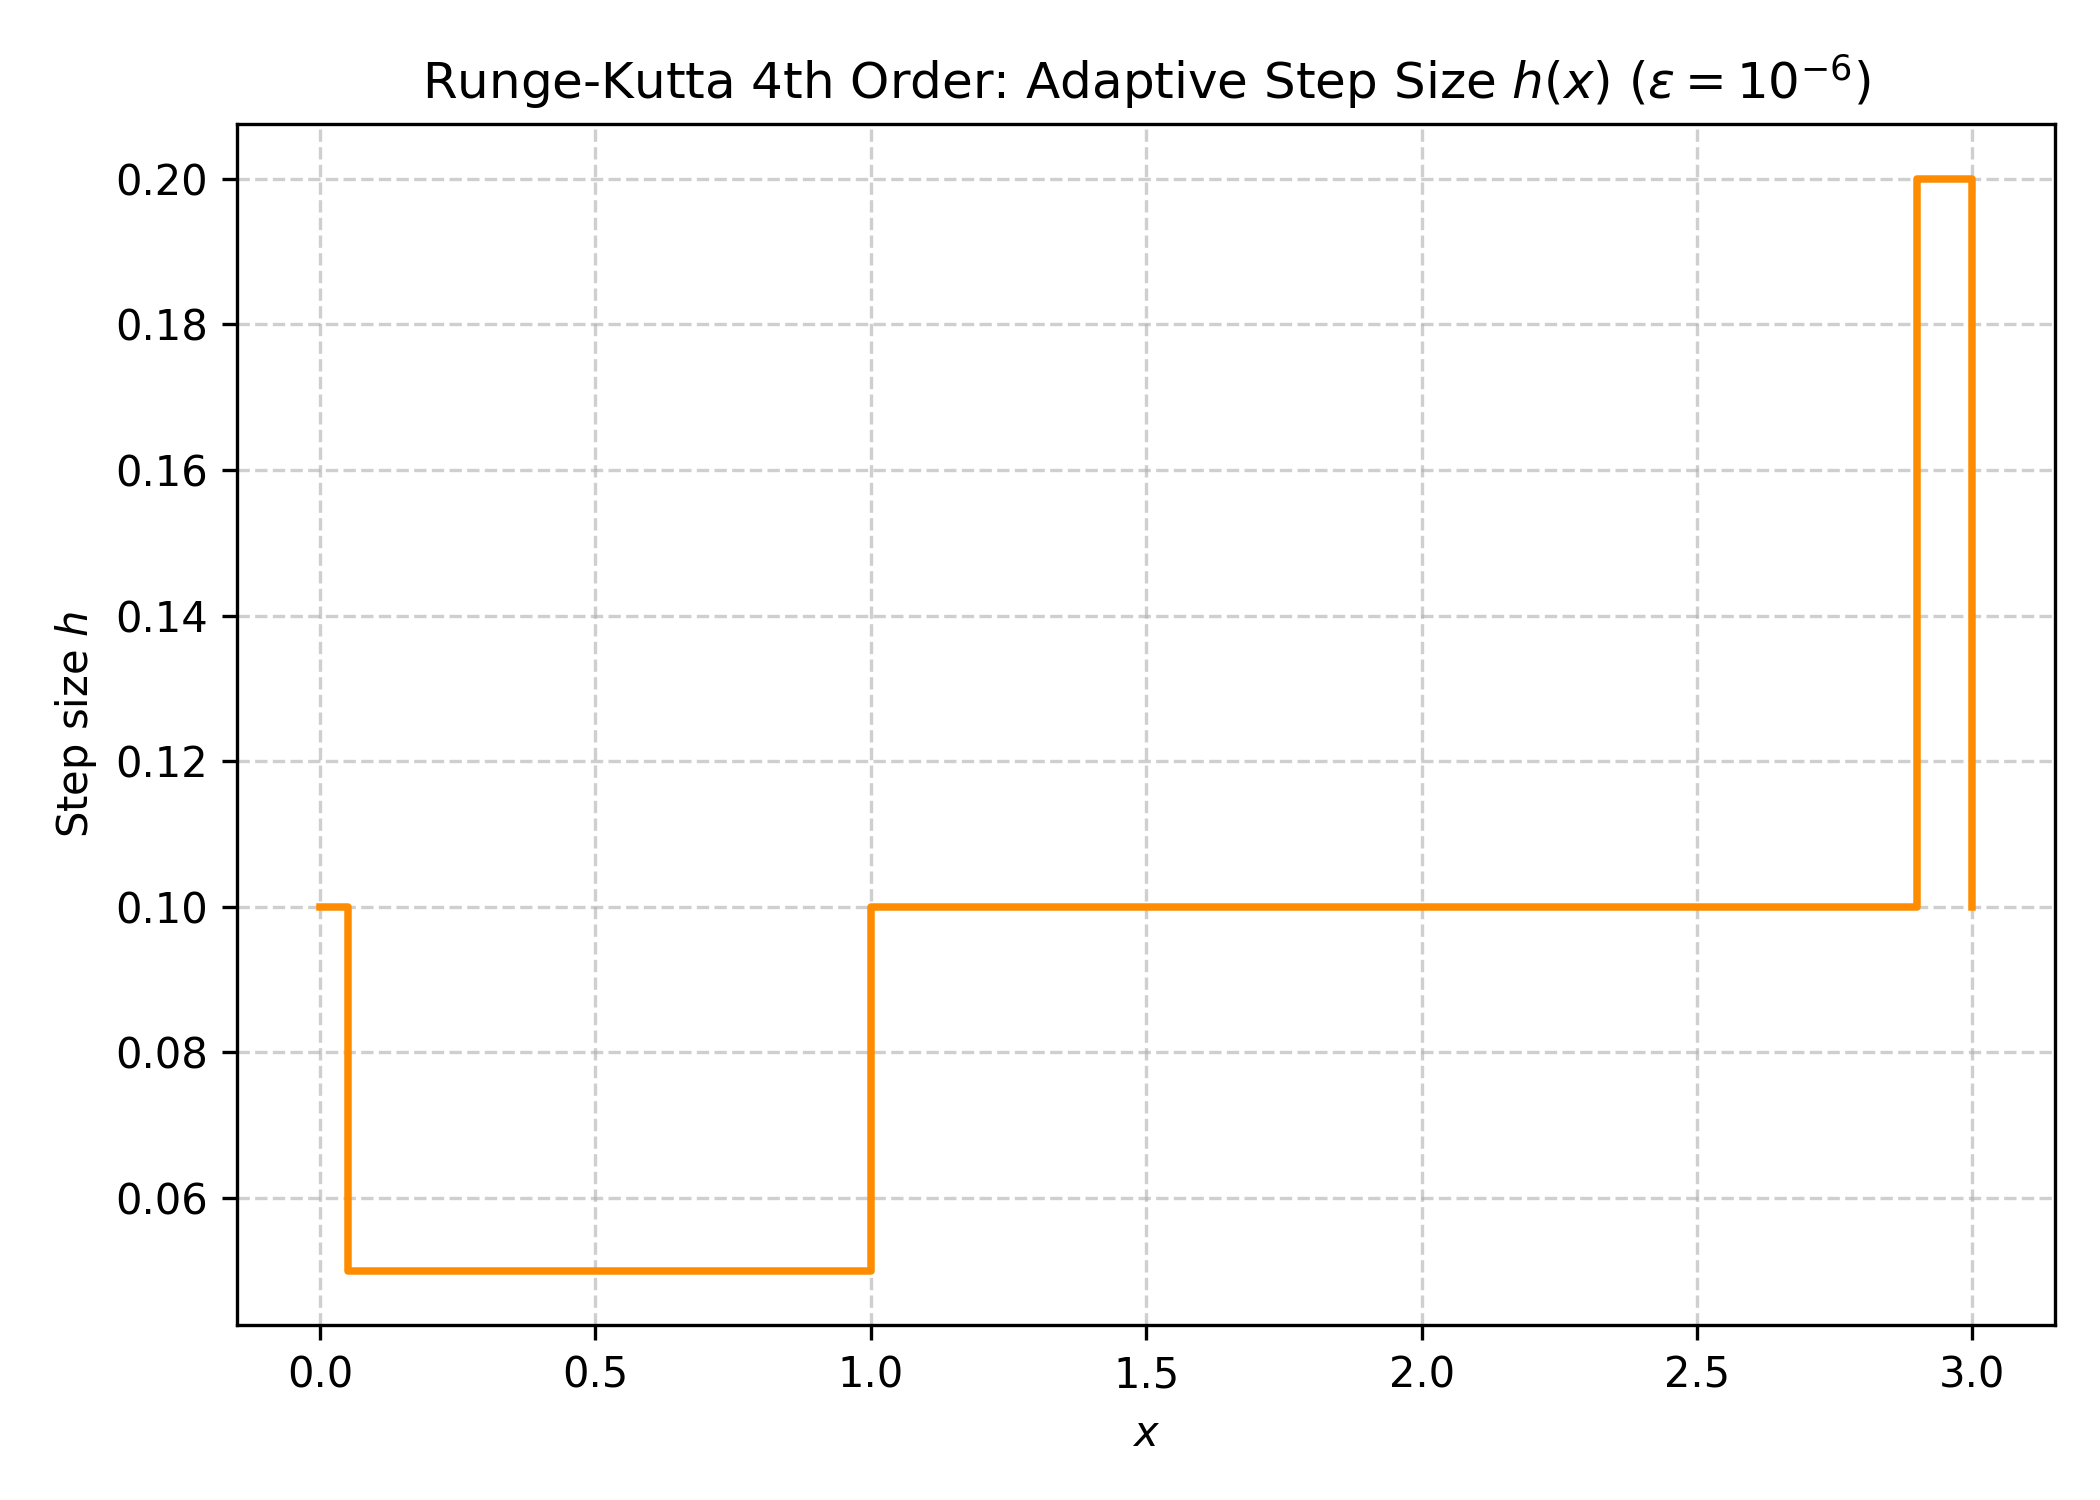 Runge-Kutta 4th Order: Adaptive Step Size h(x) (ε = 10⁻⁶)
Step size h
0.20
0.18
0.16
0.14
0.12
0.10
0.08
0.06
0.0 0.5 1.0 1.5 2.0 2.5 3.0
x